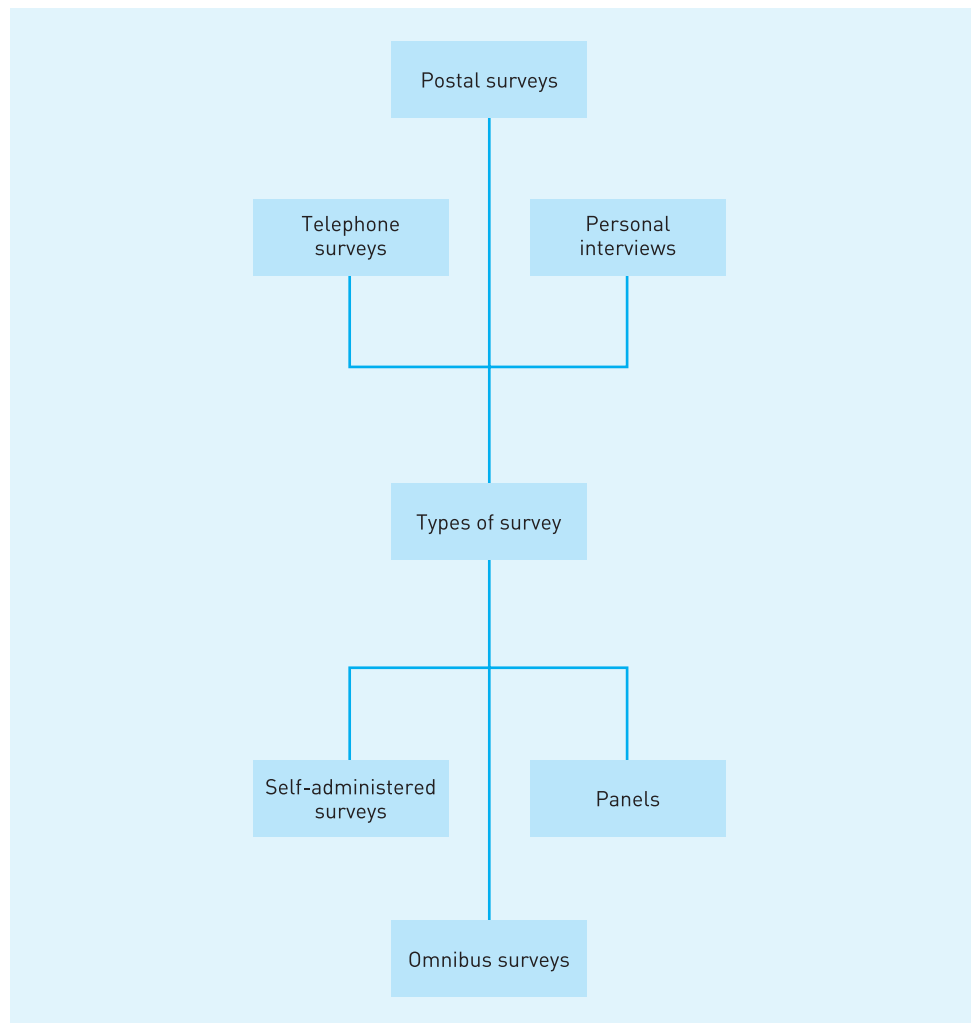 Postal surveys
Telephone
surveys
Personal
interviews
Types of survey
Self-administered
surveys
Panels
Omnibus surveys